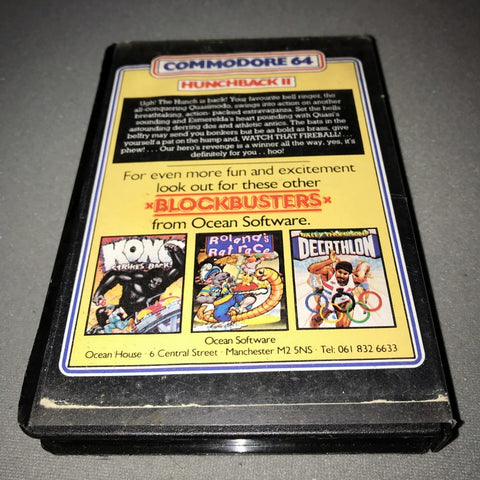 COMMODORE 64
HUNCHBACK II
Ugh! The Hunch is back! Your favourite bell ringer, the
all-conquering Quasimodo, swings into action on another
breathtaking, action-packed extravaganza. Set the bells
sounding and Esmerelda's heart pounding with Quasi's
astounding derring dos and athletic antics. The bats in the
belfry may send you bonkers but be as bold as brass, give
yourself a pat on the hump and, WATCH THAT FIREBALL!...
phew!... Our hero's revenge is a winner all the way, yes, it's
definitely for you.. hoo!
For even more fun and excitement
look out for these other
*BLOCKBUSTERS*
from Ocean Software.
KONG
STRIKES BACK
Roland's
Rat Race
DALEY THOMPSON'S
DECATHLON
Ocean Software
Ocean House · 6 Central Street · Manchester M2 5NS · Tel: 061 832 6633